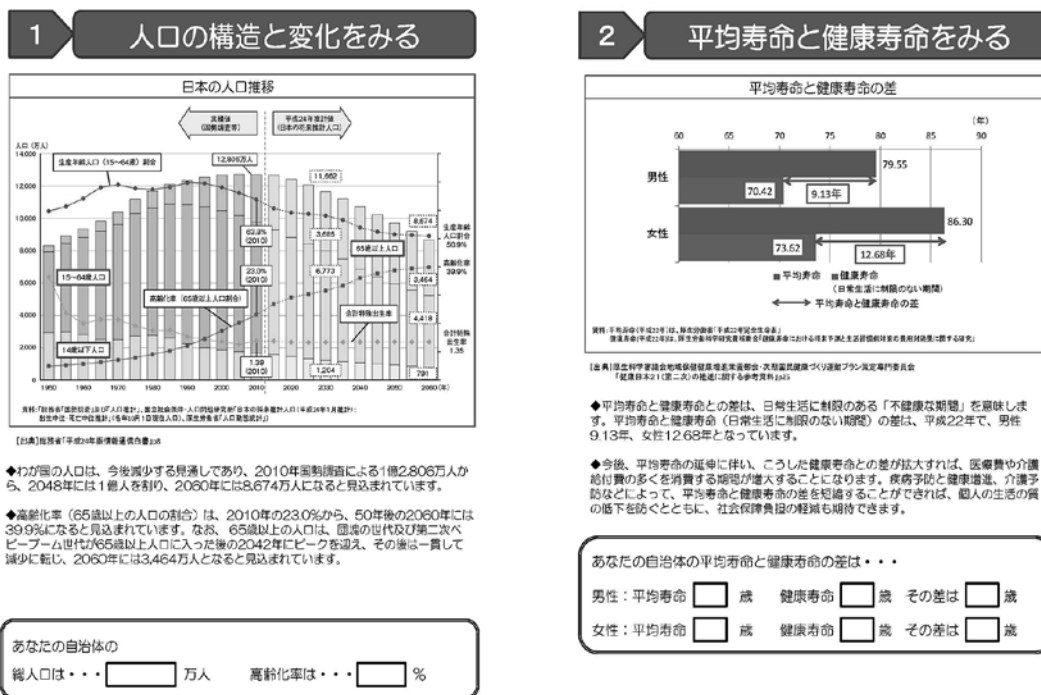 1
人口の構造と変化をみる
日本の人口推移
実績値
(国勢調査等)
平成24年推計値
(日本の将来推計人口)
人口（万人）
14,000
12,000
10,000
8,000
6,000
4,000
2,000
0
生産年齢人口（15～64歳）割合
12,806万人
11,662
8,674
63.8%
(2010)
3,685
65歳以上人口
生産年齢
人口割合
50.9%
23.0%
(2010)
6,773
3,464
高齢化率
39.9%
15～64歳人口
高齢化率（65歳以上人口割合）
合計特殊出生率
4,418
14歳以下人口
1.39
(2010)
1,204
791
合計特殊
出生率
1.35
1950 1960 1970 1980 1990 2000 2010 2020 2030 2040 2050 2060(年)
[出典]総務省「平成24年版情報通信白書」
◆わが国の人口は、今後減少する見通しであり、2010年国勢調査による1億2,806万人か
ら、2048年には1億人を割り、2060年には8,674万人になると見込まれています。
◆高齢化率（65歳以上の人口の割合）は、2010年の23.0%から、50年後の2060年には
39.9%になると見込まれています。なお、 65歳以上の人口は、団塊の世代及び第二次ベ
ビーブーム世代が65歳以上人口に入った後の2042年にピークを迎え、その後は一貫して
減少に転じ、2060年には3,464万人となると見込まれています。
あなたの自治体の
総人口は・・・ 万人 高齢化率は・・・ %
2
平均寿命と健康寿命をみる
平均寿命と健康寿命の差
（年）
60 65 70 75 80 85 90
男性
79.55
70.42
9.13年
女性
86.30
73.62
12.68年
■平均寿命 ■健康寿命
（日常生活に制限のない期間）
平均寿命と健康寿命の差
[出典]厚生科学審議会地域保健健康増進栄養部会・次期国民健康づくり運動プラン策定専門委員会
「健康日本21（第二次）の推進に関する参考資料」p25
◆平均寿命と健康寿命との差は、日常生活に制限のある「不健康な期間」を意味しま
す。平均寿命と健康寿命（日常生活に制限のない期間）の差は、平成22年で、男性
9.13年、女性12.68年となっています。
◆今後、平均寿命の延伸に伴い、こうした健康寿命との差が拡大すれば、医療費や介護
給付費の多くを消費する期間が増大することになります。疾病予防と健康増進、介護予
防などによって、平均寿命と健康寿命の差を短縮することができれば、個人の生活の質
の低下を防ぐとともに、社会保障負担の軽減も期待できます。
あなたの自治体の平均寿命と健康寿命の差は・・・
男性：平均寿命 歳 健康寿命 歳 その差は 歳
女性：平均寿命 歳 健康寿命 歳 その差は 歳